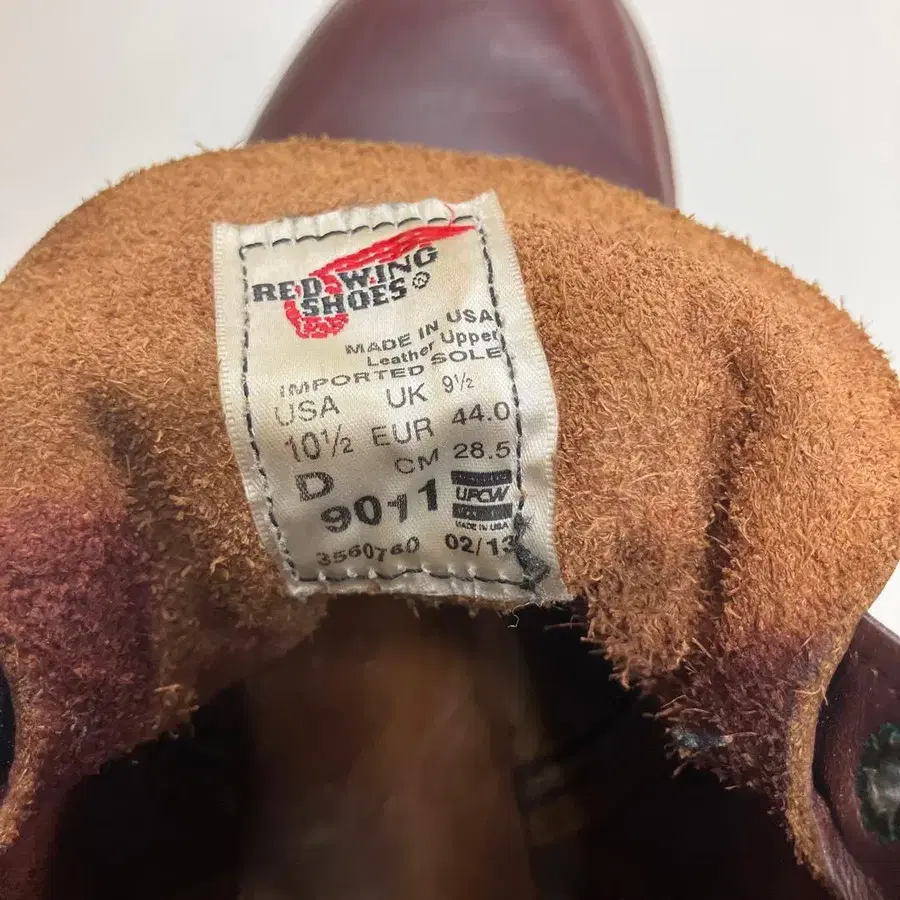 RED WING
SHOES®
MADE IN USA
Leather Upper
IMPORTED SOLE
USA UK 9½
10½ EUR 44.0
D CM 28.5
9011 UFCW
MADE IN USA
3560760 02/13